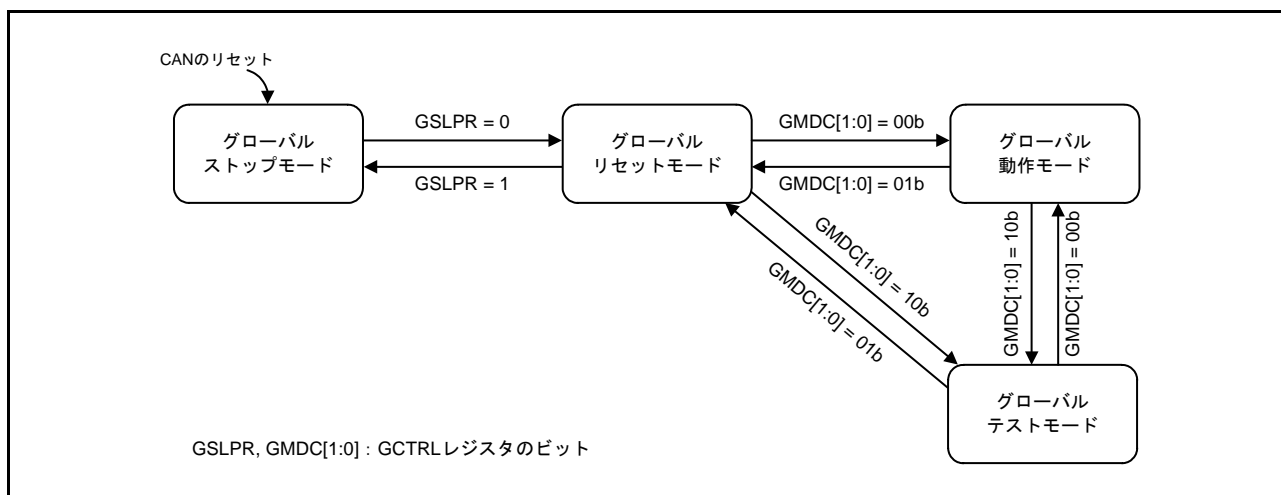 CANのリセット
グローバル
ストップモード
GSLPR = 0
GSLPR = 1
グローバル
リセットモード
GMDC[1:0] = 00b
GMDC[1:0] = 01b
グローバル
動作モード
GMDC[1:0] = 10b
GMDC[1:0] = 01b
GMDC[1:0] = 10b
GMDC[1:0] = 00b
グローバル
テストモード
GSLPR, GMDC[1:0] : GCTRLレジスタのビット